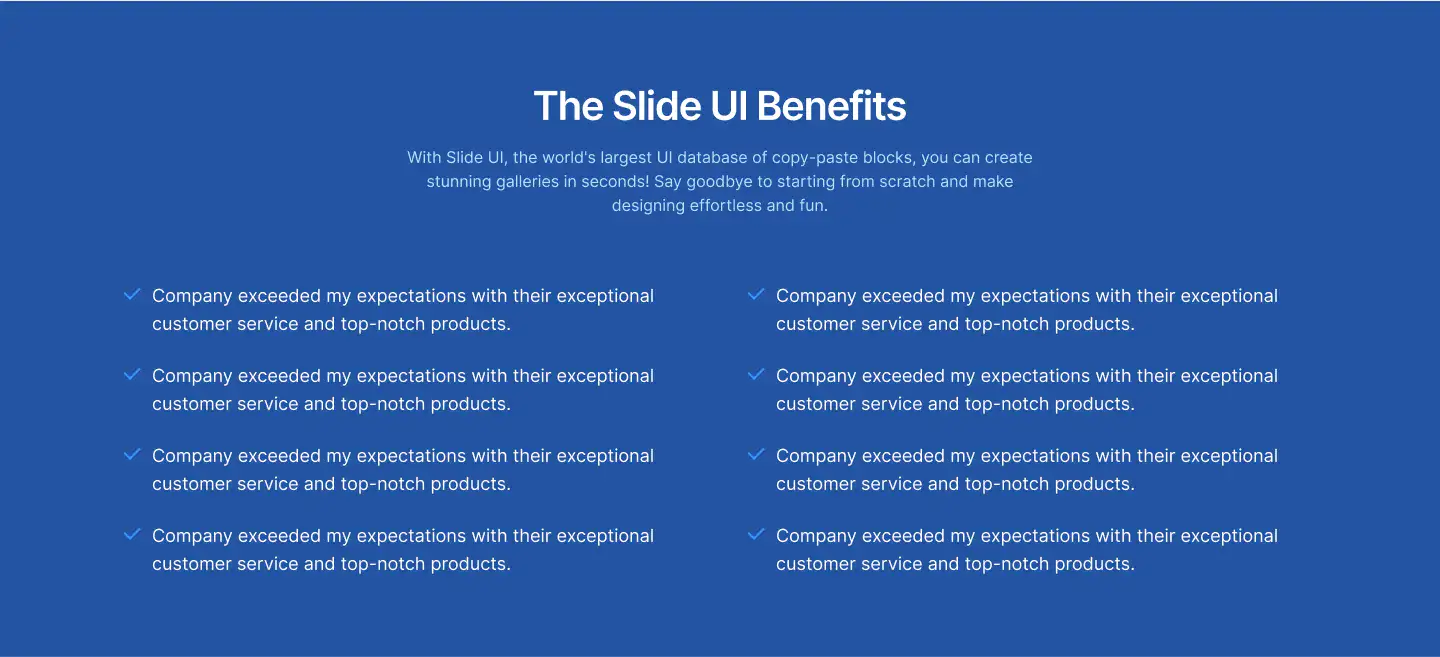 The Slide UI Benefits
With Slide UI, the world's largest UI database of copy-paste blocks, you can create
stunning galleries in seconds! Say goodbye to starting from scratch and make
designing effortless and fun.
Company exceeded my expectations with their exceptional
customer service and top-notch products.
Company exceeded my expectations with their exceptional
customer service and top-notch products.
Company exceeded my expectations with their exceptional
customer service and top-notch products.
Company exceeded my expectations with their exceptional
customer service and top-notch products.
Company exceeded my expectations with their exceptional
customer service and top-notch products.
Company exceeded my expectations with their exceptional
customer service and top-notch products.
Company exceeded my expectations with their exceptional
customer service and top-notch products.
Company exceeded my expectations with their exceptional
customer service and top-notch products.